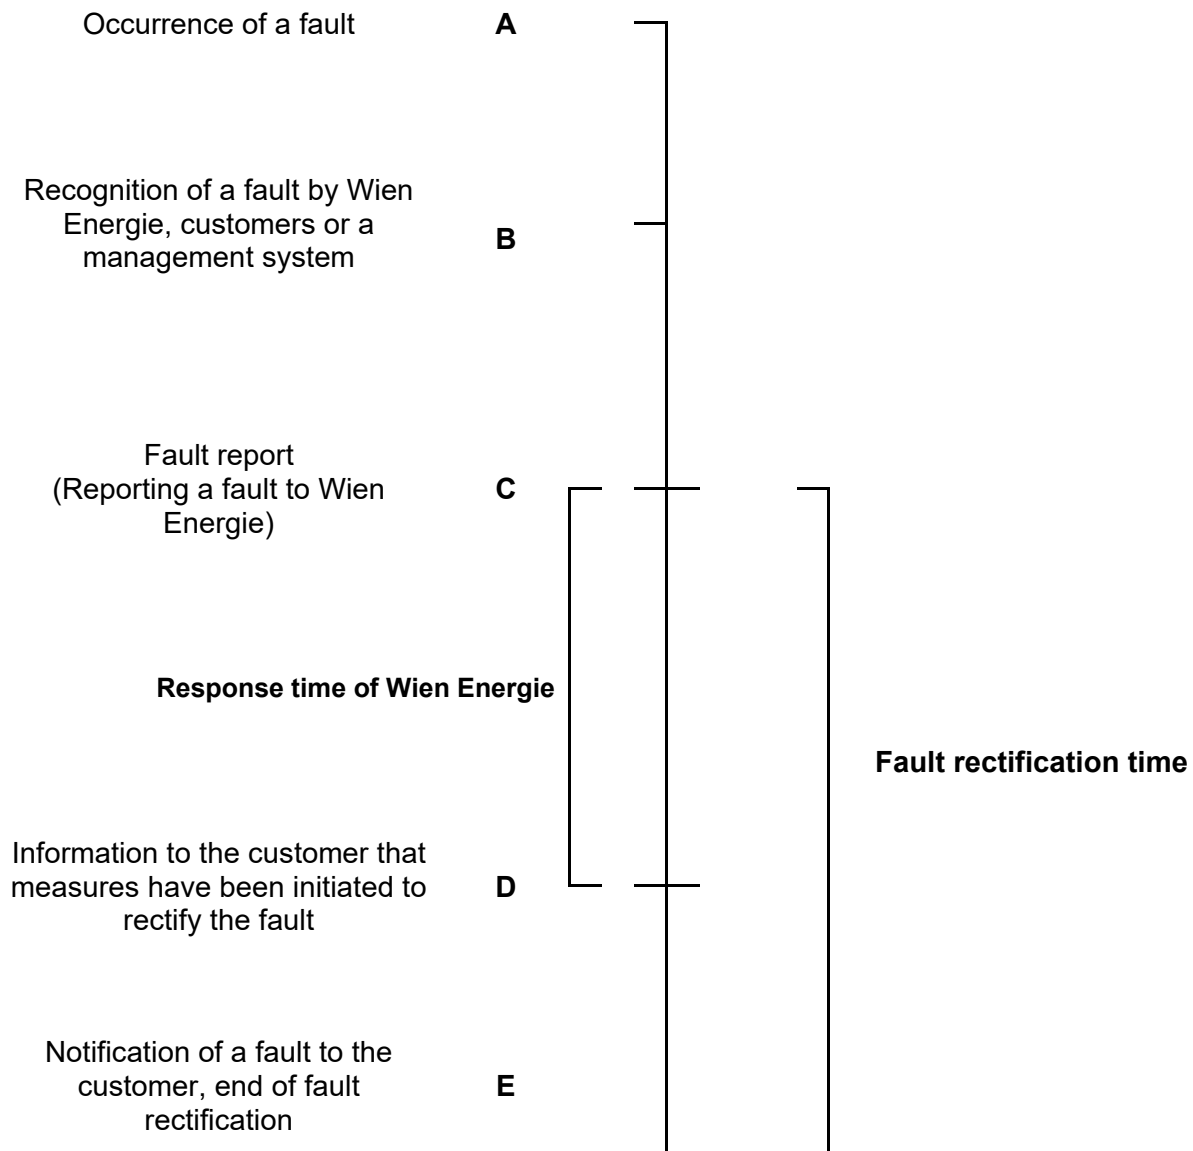 Occurrence of a fault A
Recognition of a fault by Wien
Energie, customers or a
management system
B
Fault report
(Reporting a fault to Wien
Energie)
C
Response time of Wien Energie
Fault rectification time
Information to the customer that
measures have been initiated to
rectify the fault
D
Notification of a fault to the
customer, end of fault
rectification
E